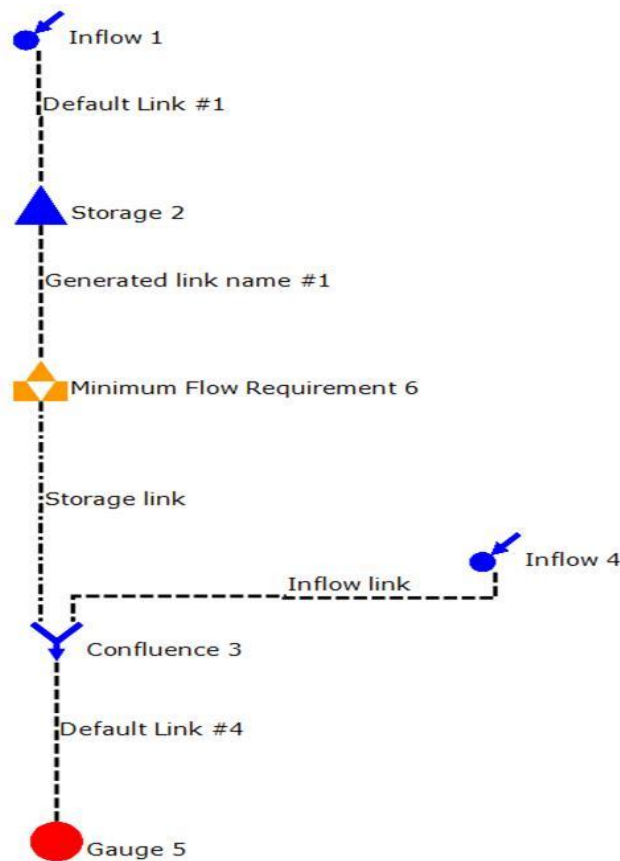 Inflow 1
Default Link #1
Storage 2
Generated link name #1
Minimum Flow Requirement 6
Storage link
Inflow 4
Inflow link
Confluence 3
Default Link #4
Gauge 5